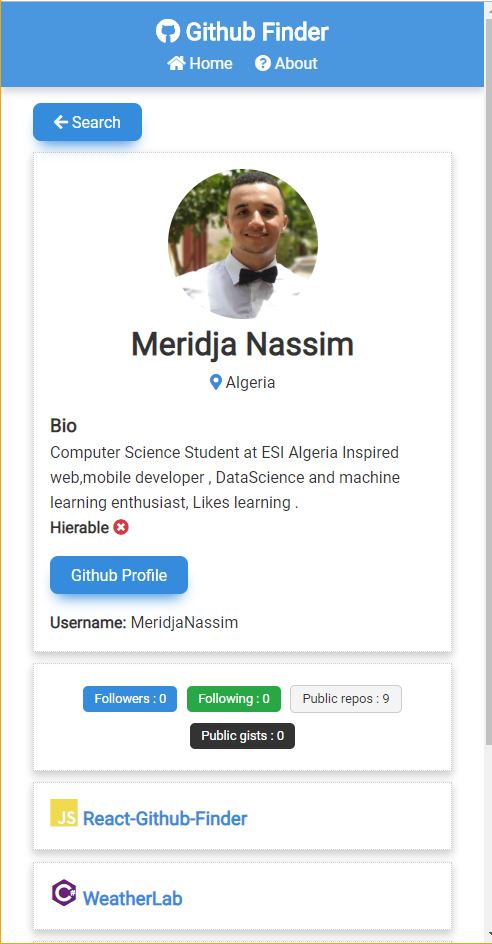 Github Finder
Home About
Search
Meridja Nassim
Algeria
Bio
Computer Science Student at ESI Algeria Inspired
web,mobile developer , DataScience and machine
learning enthusiast, Likes learning .
Hierable
Github Profile
Username: MeridjaNassim
Followers : 0 Following : 0 Public repos : 9
Public gists : 0
JS React-Github-Finder
C# WeatherLab